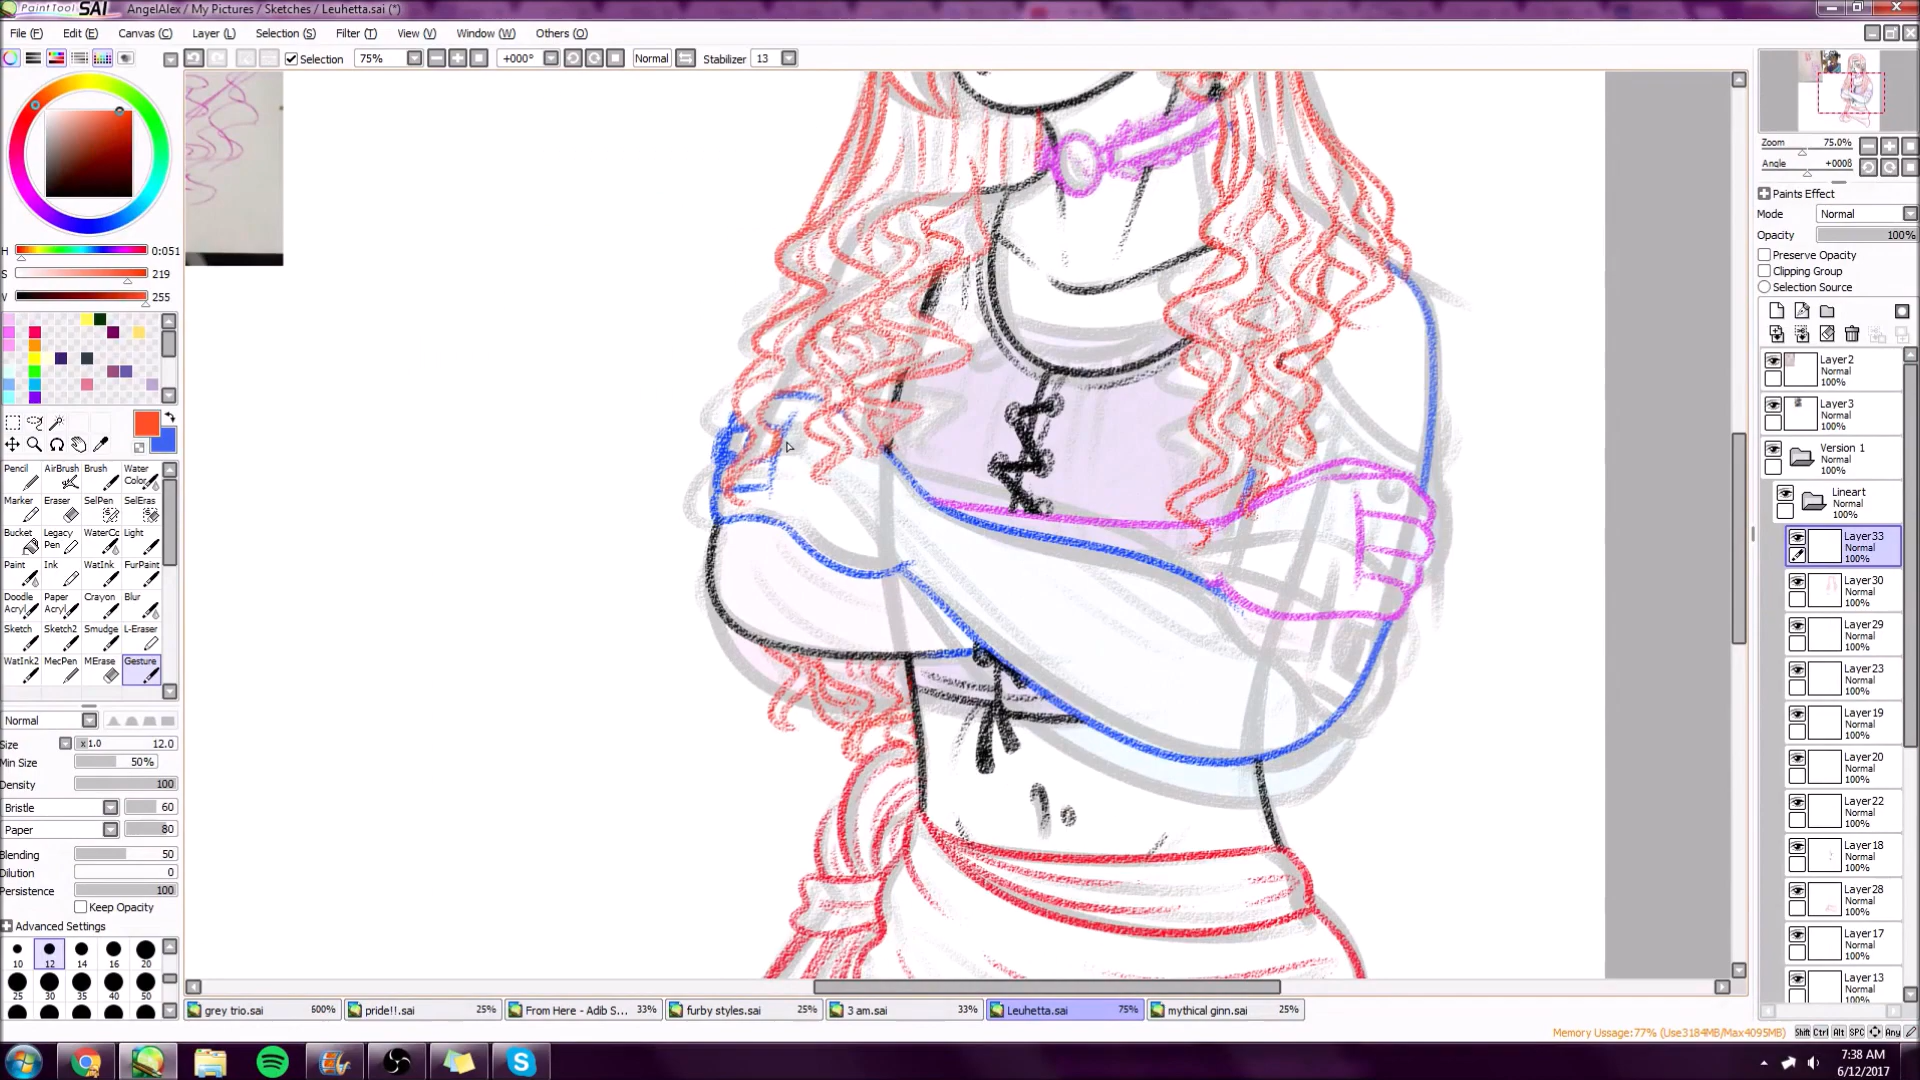 PaintTool SAI AngelAlex / My Pictures / Sketches / Leuhetta.sai (*)
File (F) Edit (E) Canvas (C) Layer (L) Selection (S) Filter (T) View (V) Window (W) Others (O)
Selection 75% +000° Normal Stabilizer 13
H 0:051
S 219
V 255
Pencil AirBrush Brush Water Color
Marker Eraser SelPen SelEras
Bucket Legacy Pen WaterCc Light
Paint Ink WatInk FurPaint
Doodle Acryl Paper Acryl Crayon Blur
Sketch Sketch2 Smudge L-Eraser
WatInk2 MecPen MErase Gesture
Normal
Size x1.0 12.0
Min Size 50%
Density 100
Bristle 60
Paper 80
Blending 50
Dilution 0
Persistence 100
Keep Opacity
Advanced Settings
10 12 14 16 20
25 30 35 40 50
Zoom 75.0%
Angle +000ß
Paints Effect
Mode Normal
Opacity 100%
Preserve Opacity
Clipping Group
Selection Source
Layer2
Normal
100%
Layer3
Normal
100%
Version 1
Normal
100%
Lineart
Normal
100%
Layer33
Normal
100%
Layer30
Normal
100%
Layer29
Normal
100%
Layer23
Normal
100%
Layer19
Normal
100%
Layer20
Normal
100%
Layer22
Normal
100%
Layer18
Normal
100%
Layer28
Normal
100%
Layer17
Normal
100%
Layer13
Normal
100%
grey trio.sai 600% pride!!.sai 25% From Here - Adib S... 33% furby styles.sai 25% 3 am.sai 33% Leuhetta.sai 75% mythical ginn.sai 25%
Memory Ussage:77% (Use3184MB/Max4095MB) Shift Ctrl Alt SPC Any
7:38 AM
6/12/2017